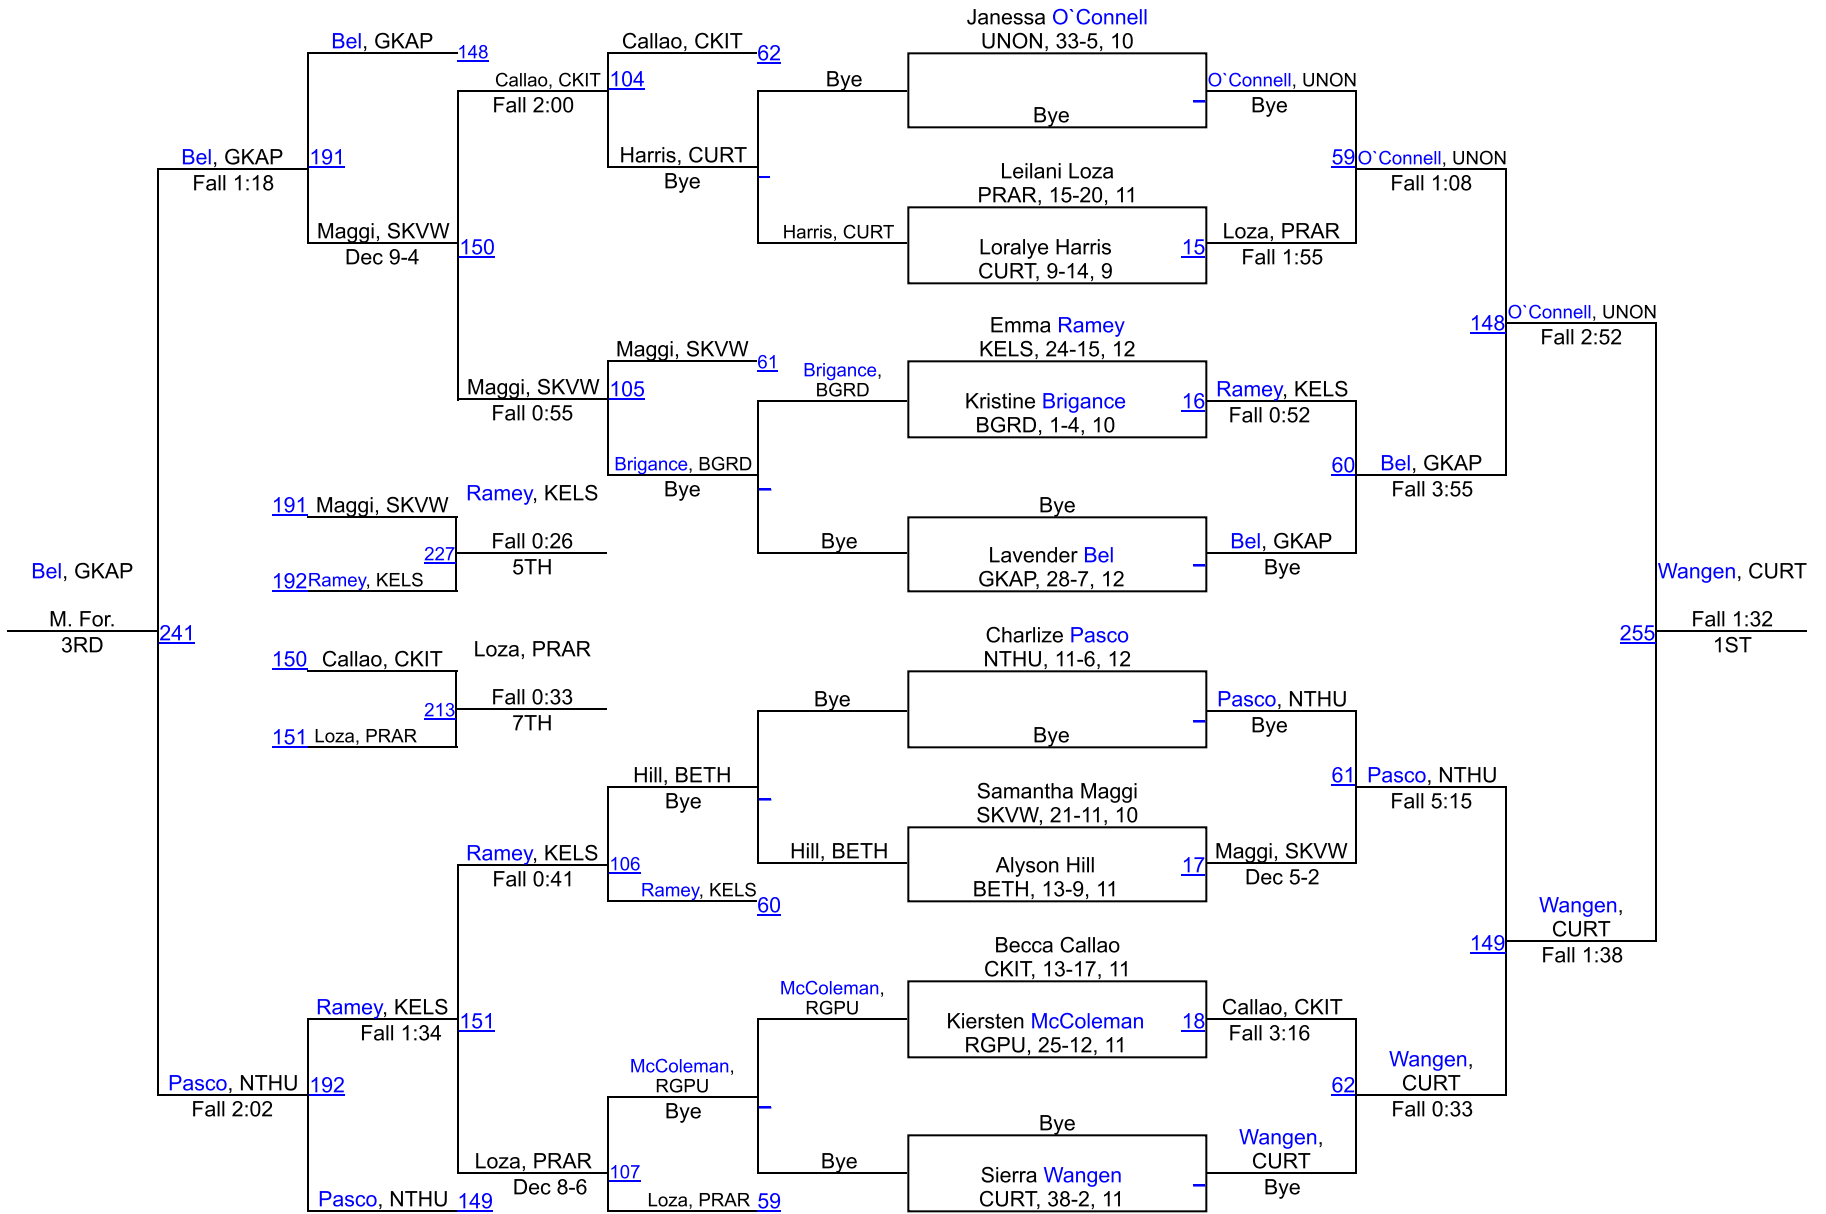 Janessa O`Connell
UNON, 33-5, 10
Bye
Leilani Loza
PRAR, 15-20, 11
Loralye Harris
CURT, 9-14, 9
15
Emma Ramey
KELS, 24-15, 12
Kristine Brigance
BGRD, 1-4, 10
16
Bye
Lavender Bel
GKAP, 28-7, 12
Charlize Pasco
NTHU, 11-6, 12
Bye
Samantha Maggi
SKVW, 21-11, 10
Alyson Hill
BETH, 13-9, 11
17
Becca Callao
CKIT, 13-17, 11
Kiersten McColeman
RGPU, 25-12, 11
18
Bye
Sierra Wangen
CURT, 38-2, 11
O`Connell, UNON
Bye
59
Loza, PRAR
Fall 1:55
Ramey, KELS
Fall 0:52
60
Bel, GKAP
Bye
Pasco, NTHU
Bye
61
Maggi, SKVW
Dec 5-2
Callao, CKIT
Fall 3:16
62
Wangen,
CURT
Bye
O`Connell, UNON
Fall 1:08
148
Bel, GKAP
Fall 3:55
Pasco, NTHU
Fall 5:15
149
Wangen,
CURT
Fall 0:33
O`Connell, UNON
Fall 2:52
255
Wangen,
CURT
Fall 1:38
Wangen, CURT
Fall 1:32
1ST
Bye
Harris, CURT
Brigance,
BGRD
Bye
Bye
Hill, BETH
McColeman,
RGPU
Bye
Callao, CKIT
62
104
Harris, CURT
Bye
Maggi, SKVW
61
105
Brigance, BGRD
Bye
Hill, BETH
Bye
106
Ramey, KELS
60
McColeman,
RGPU
Bye
107
Loza, PRAR
59
Callao, CKIT
Fall 2:00
150
Maggi, SKVW
Fall 0:55
Ramey, KELS
Fall 0:41
151
Loza, PRAR
Dec 8-6
Bel, GKAP
148
191
Maggi, SKVW
Dec 9-4
Ramey, KELS
Fall 1:34
192
Pasco, NTHU
149
Bel, GKAP
Fall 1:18
241
Pasco, NTHU
Fall 2:02
Bel, GKAP
M. For.
3RD
191
Maggi, SKVW
Ramey, KELS
227
Fall 0:26
5TH
192
Ramey, KELS
150
Callao, CKIT
Loza, PRAR
213
Fall 0:33
7TH
151
Loza, PRAR